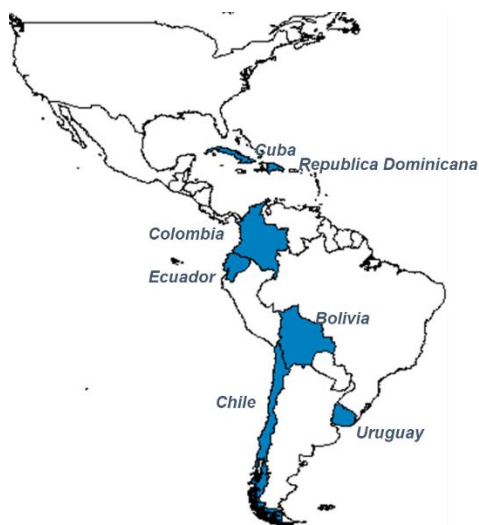 Cuba
Republica Dominicana
Colombia
Ecuador
Bolivia
Chile
Uruguay